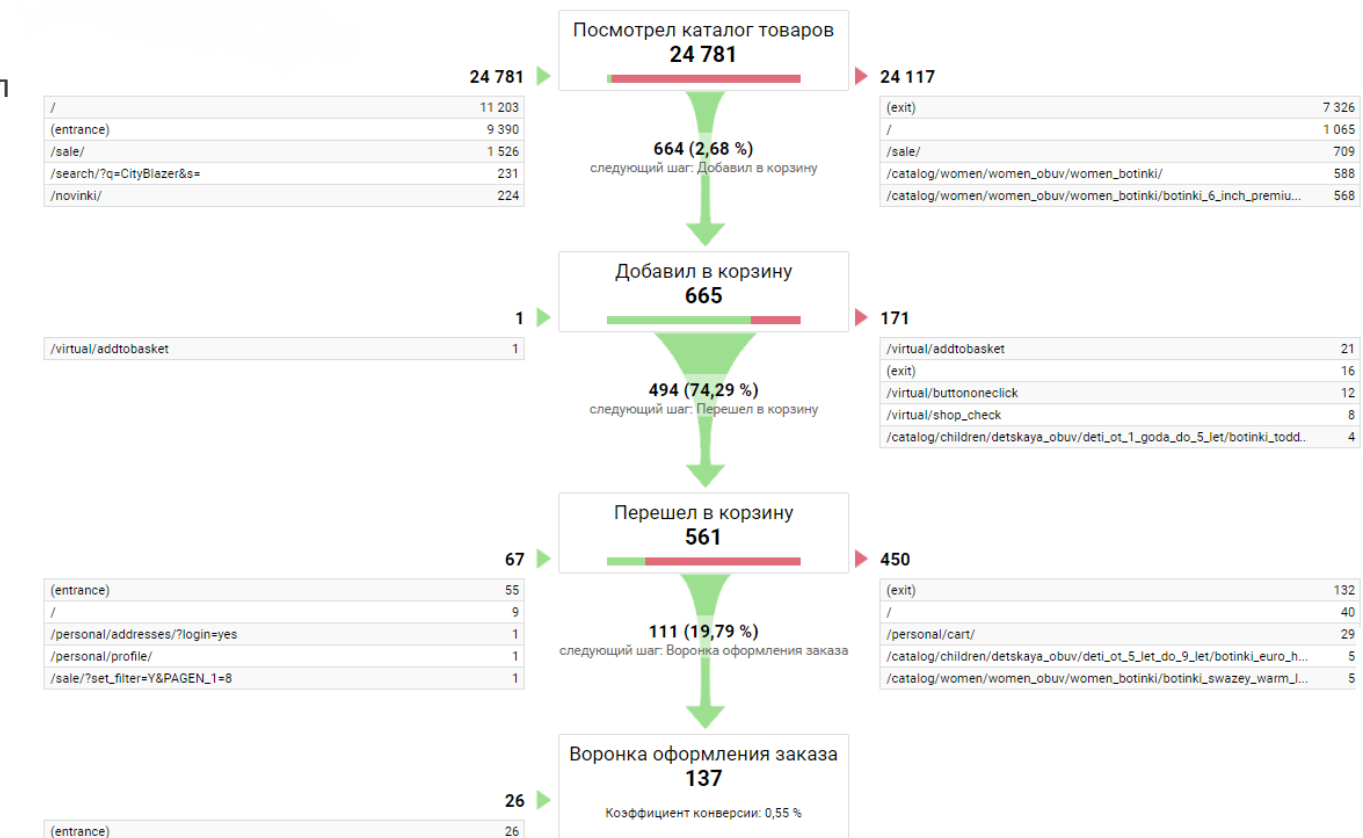 Посмотрел каталог товаров
24 781
24 781
24 117
п
/ 11 203
(entrance) 9 390
/sale/ 1 526
/search/?q=CityBlazer&s= 231
/novinki/ 224
(exit) 7 326
/ 1 065
/sale/ 709
/catalog/women/women_obuv/women_botinki/ 588
/catalog/women/women_obuv/women_botinki/botinki_6_inch_premiu... 568
664 (2,68 %)
следующий шаг: Добавил в корзину
Добавил в корзину
665
1
171
/virtual/addtobasket 1
/virtual/addtobasket 21
(exit) 16
/virtual/buttononeclick 12
/virtual/shop_check 8
/catalog/children/detskaya_obuv/deti_ot_1_goda_do_5_let/botinki_todd... 4
494 (74,29 %)
следующий шаг: Перешел в корзину
Перешел в корзину
561
67
450
(entrance) 55
/ 9
/personal/addresses/?login=yes 1
/personal/profile/ 1
/sale/?set_filter=Y&PAGEN_1=8 1
(exit) 132
/ 40
/personal/cart/ 29
/catalog/children/detskaya_obuv/deti_ot_5_let_do_9_let/botinki_euro_h... 5
/catalog/women/women_obuv/women_botinki/botinki_swazey_warm_l... 5
111 (19,79 %)
следующий шаг: Воронка оформления заказа
Воронка оформления заказа
137
26
Коэффициент конверсии: 0,55 %
(entrance) 26